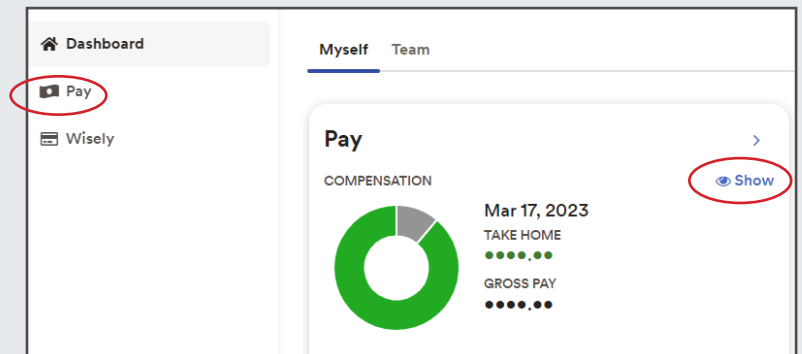 Dashboard
Pay
Wisely
Myself Team
Pay
COMPENSATION
Show
Mar 17, 2023
TAKE HOME
••••.••
GROSS PAY
••••.••